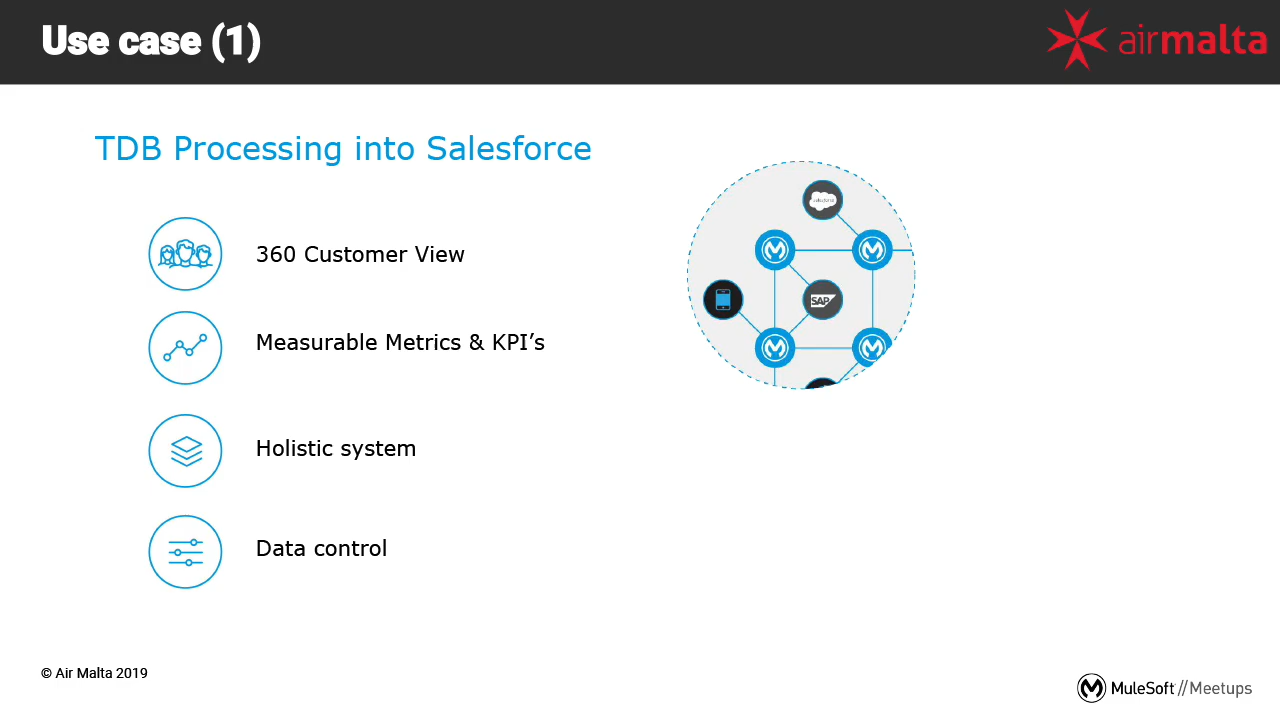 Use case (1)
airmalta
TDB Processing into Salesforce
salesforce
360 Customer View
SAP
Measurable Metrics & KPI’s
Holistic system
Data control
© Air Malta 2019
MuleSoft//Meetups